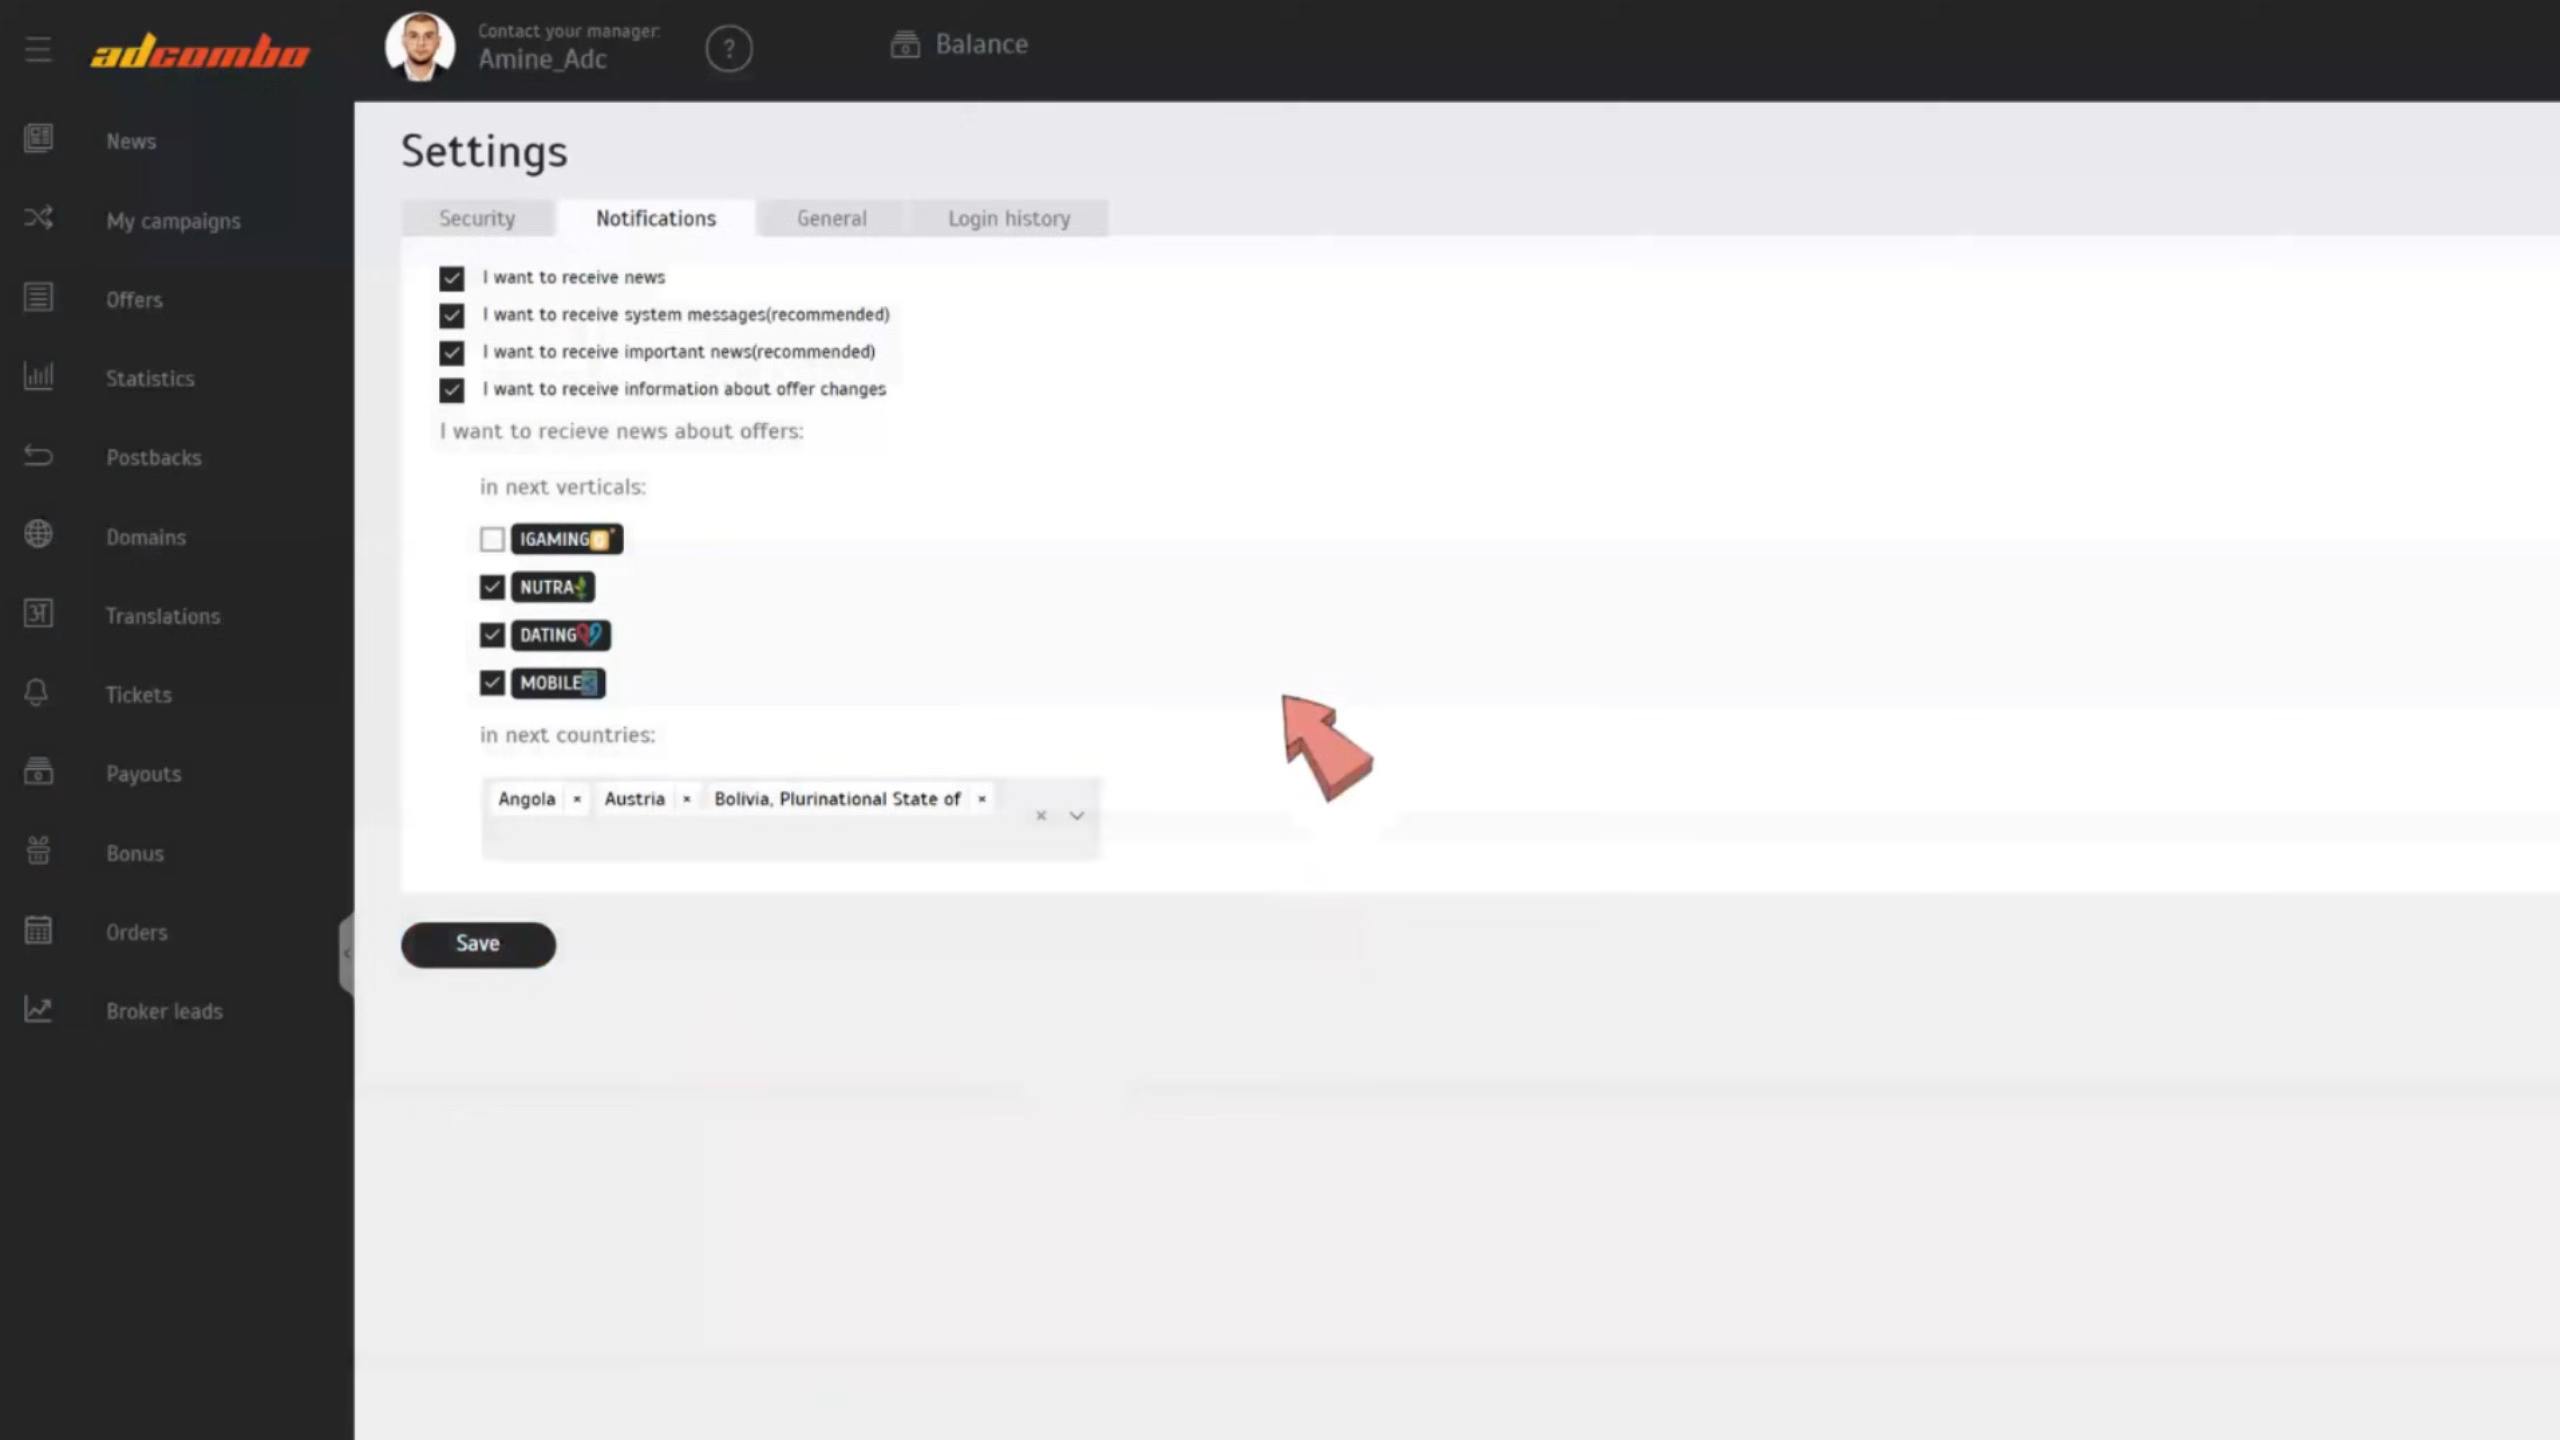 adcombo
Contact your manager:
Amine_Adc
?
Balance
News
My campaigns
Offers
Statistics
Postbacks
Domains
Translations
Tickets
Payouts
Bonus
Orders
Broker leads
Settings
Security Notifications General Login history
I want to receive news
I want to receive system messages(recommended)
I want to receive important news(recommended)
I want to receive information about offer changes
I want to recieve news about offers:
in next verticals:
IGAMING
NUTRA
DATING
MOBILE
in next countries:
Angola × Austria × Bolivia, Plurinational State of ×
Save